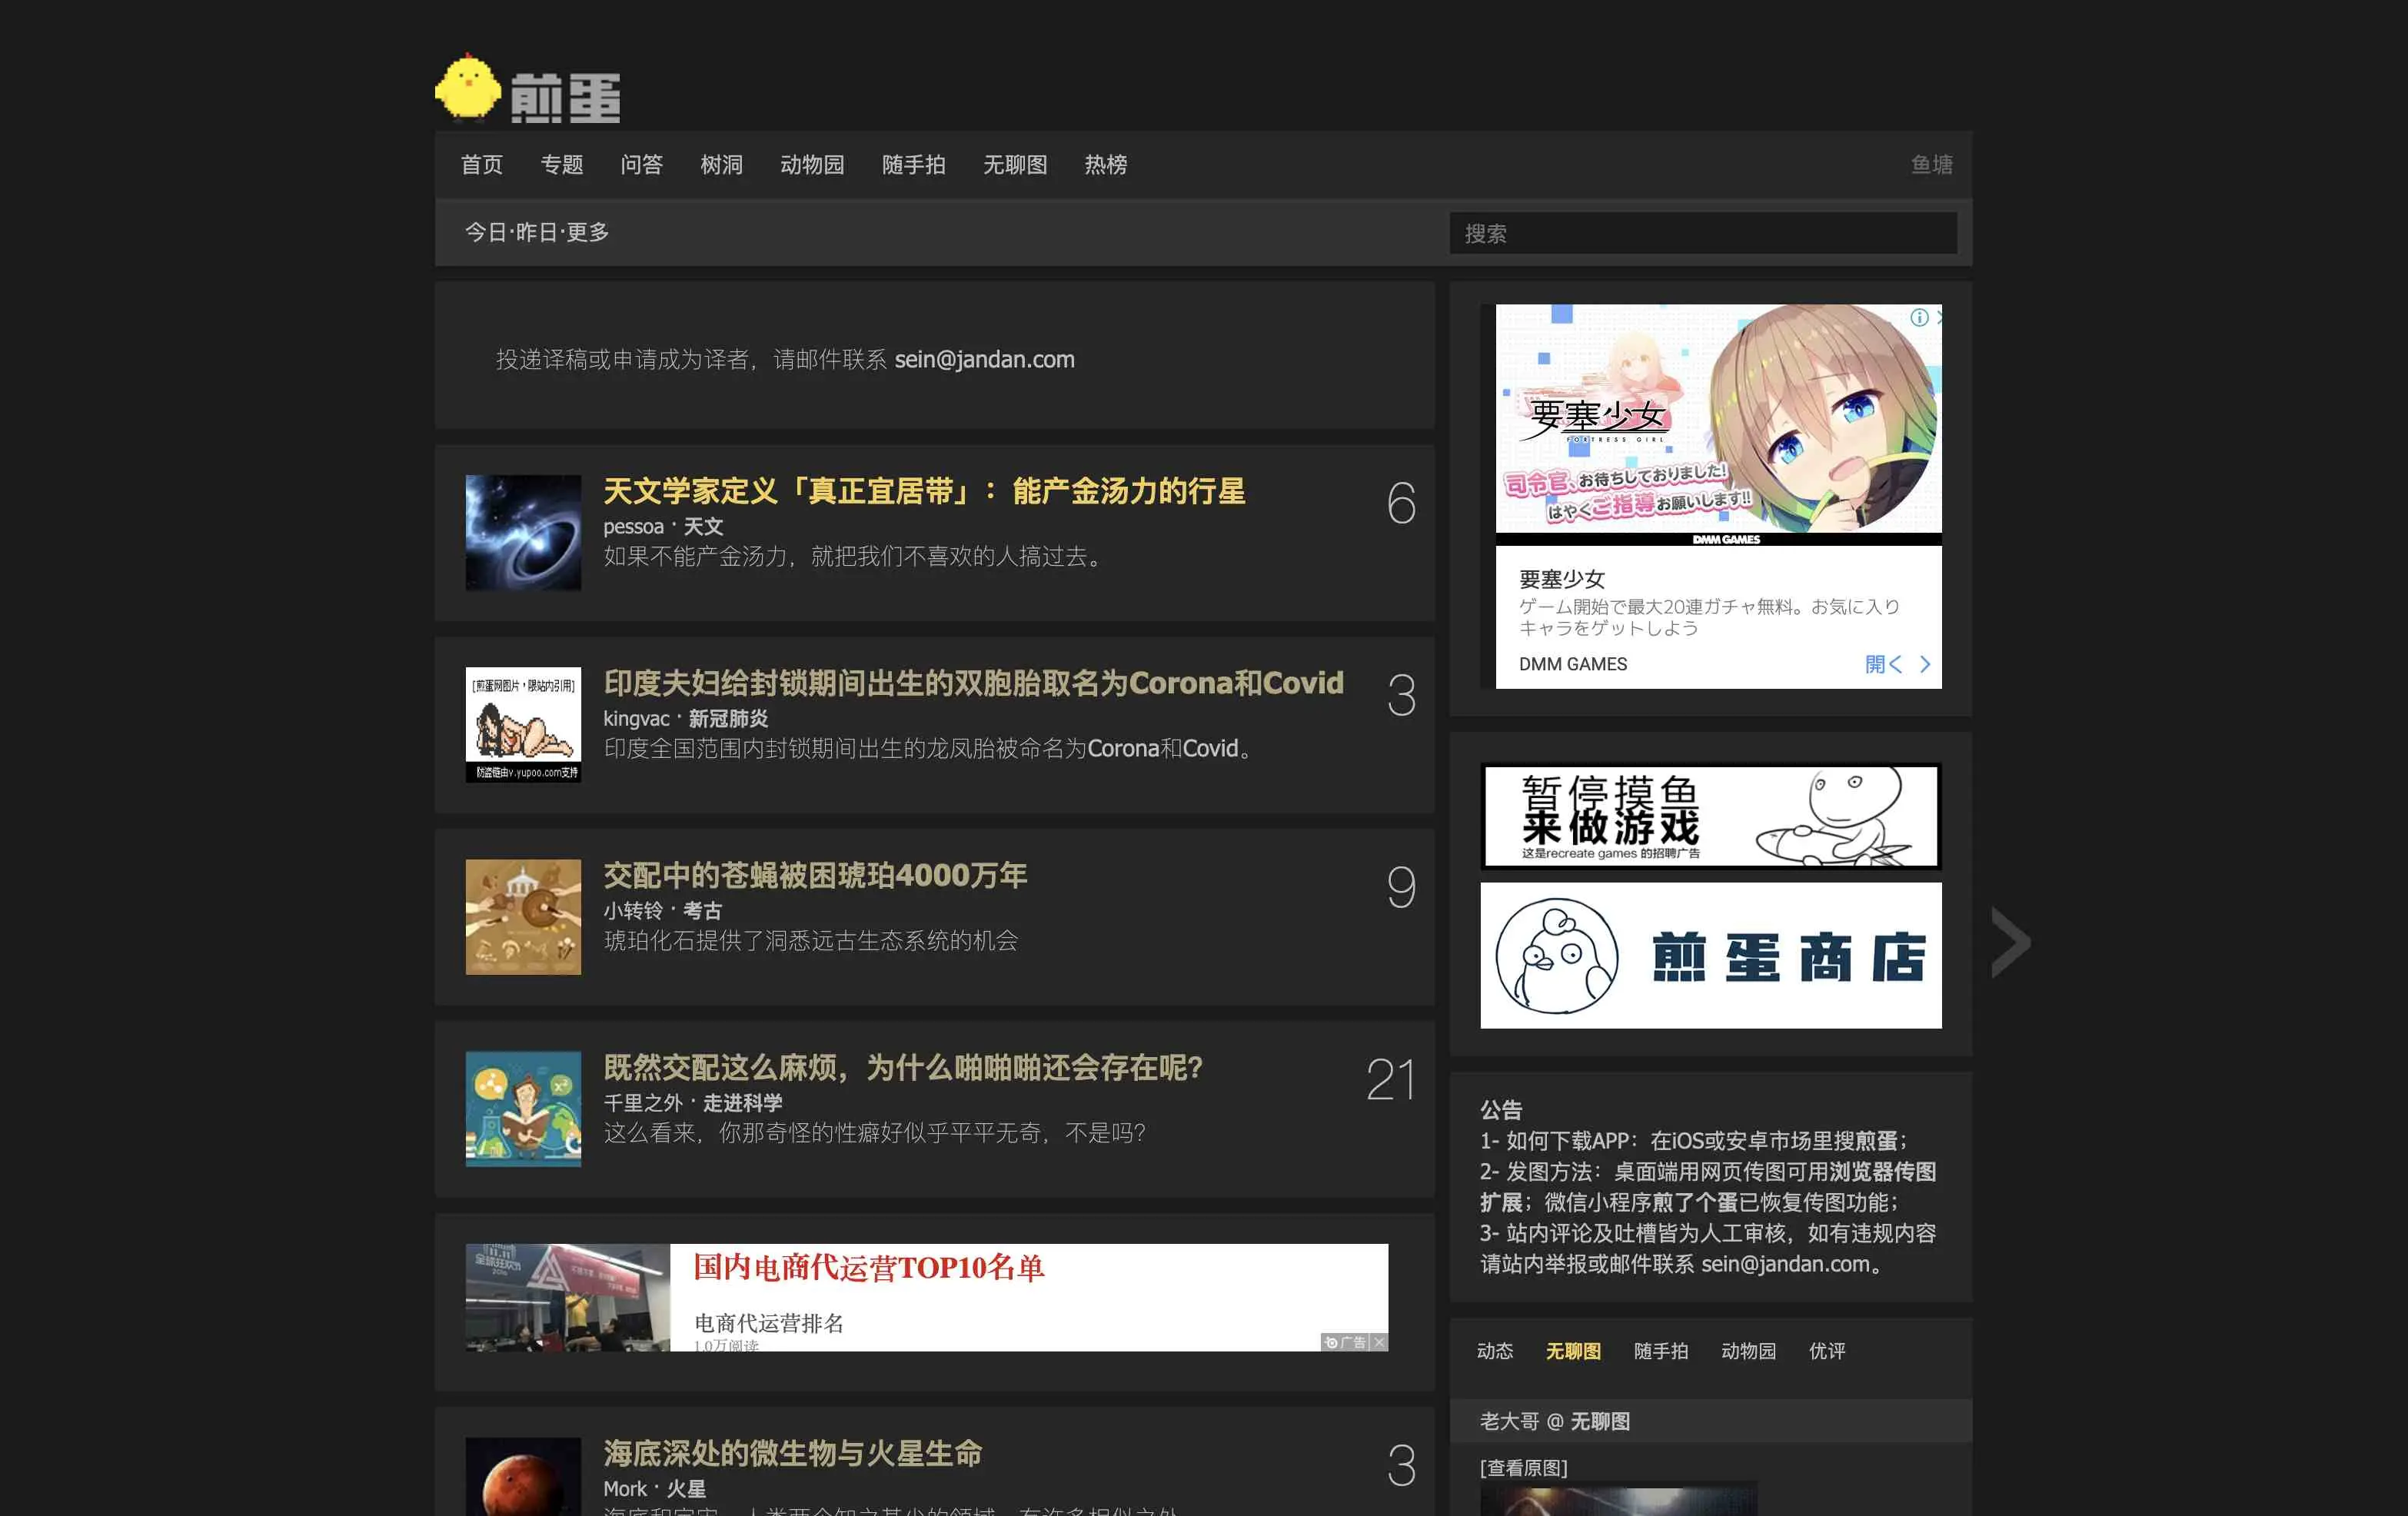 煎蛋
首页 专题 问答 树洞 动物园 随手拍 无聊图 热榜 鱼塘
今日·昨日·更多
搜索
投递译稿或申请成为译者，请邮件联系 sein@jandan.com
天文学家定义「真正宜居带」：能产金汤力的行星
6
pessoa · 天文
如果不能产金汤力，就把我们不喜欢的人搞过去。
[煎蛋网图片，限站内引用]
防盗链由v.yupoo.com支持
印度夫妇给封锁期间出生的双胞胎取名为Corona和Covid
3
kingvac · 新冠肺炎
印度全国范围内封锁期间出生的龙凤胎被命名为Corona和Covid。
交配中的苍蝇被困琥珀4000万年
9
小转铃 · 考古
琥珀化石提供了洞悉远古生态系统的机会
既然交配这么麻烦，为什么啪啪啪还会存在呢?
21
千里之外 · 走进科学
这么看来，你那奇怪的性癖好似乎平平无奇，不是吗?
国内电商代运营TOP10名单
电商代运营排名
1.0万阅读
广告
海底深处的微生物与火星生命
3
Mork · 火星
要塞少女
FORTRESS GIRL
司令官、お待ちしておりました!
はやくご指導お願いします!!
DMM GAMES
要塞少女
ゲーム開始で最大20連ガチャ無料。お気に入り
キャラをゲットしよう
DMM GAMES
開く
暂停摸鱼
来做游戏
这是recreate games 的招聘广告
煎蛋商店
公告
1- 如何下载APP：在iOS或安卓市场里搜煎蛋；
2- 发图方法：桌面端用网页传图可用浏览器传图
扩展；微信小程序煎了个蛋已恢复传图功能；
3- 站内评论及吐槽皆为人工审核，如有违规内容
请站内举报或邮件联系 sein@jandan.com。
动态 无聊图 随手拍 动物园 优评
老大哥 @ 无聊图
[查看原图]